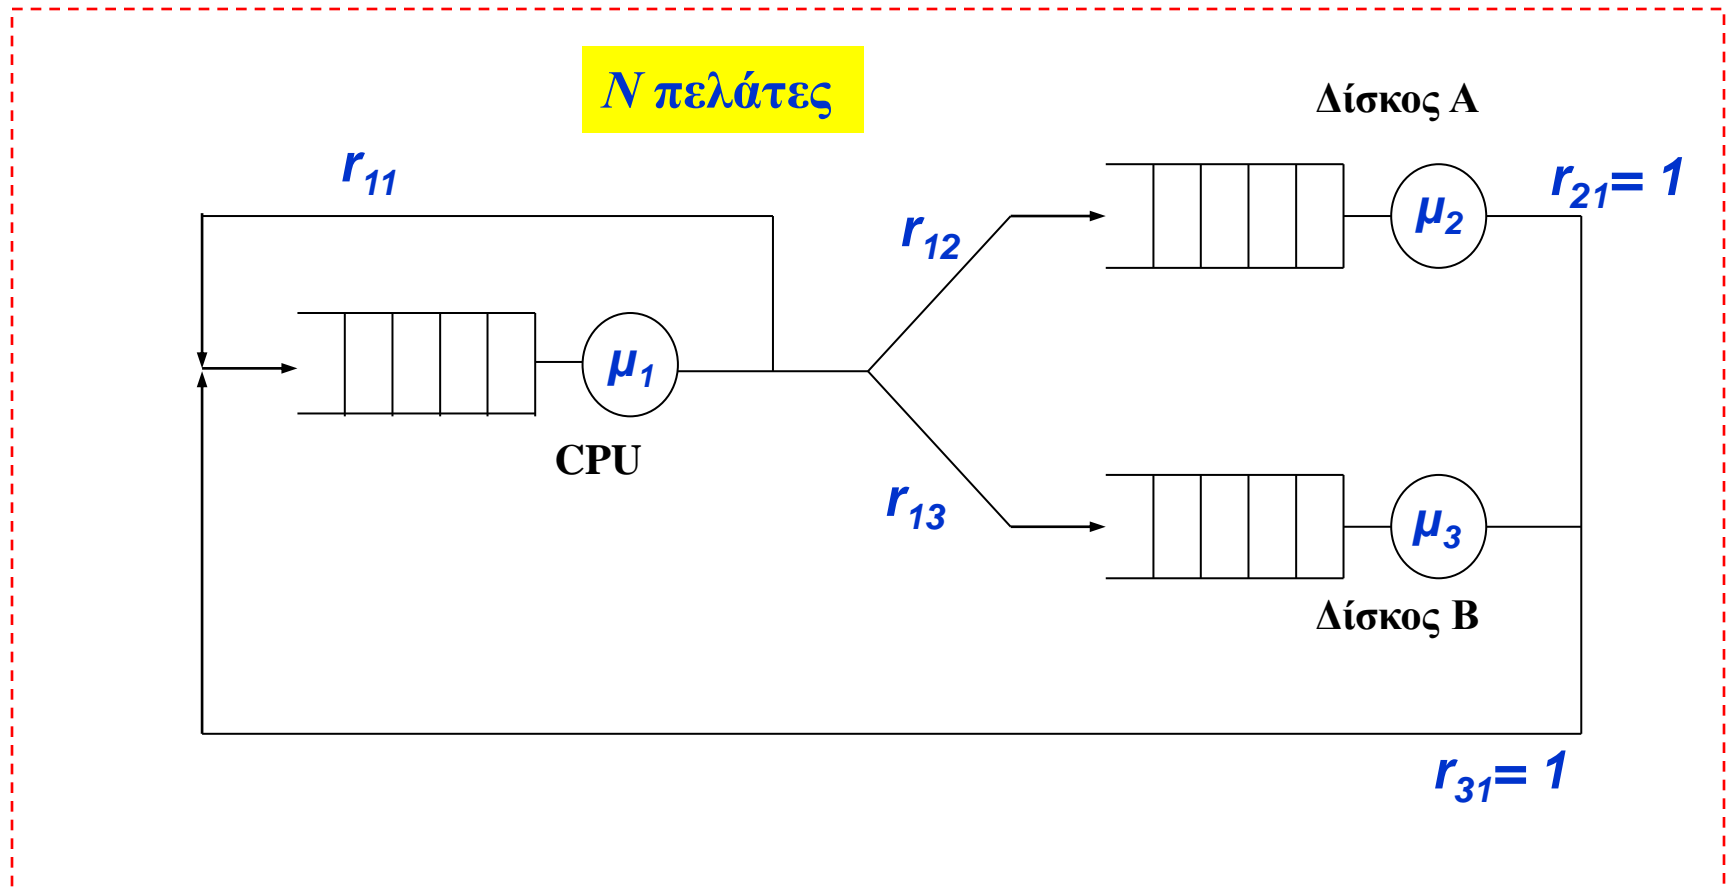 N πελάτες
Δίσκος Α
r11
r21= 1
r12
μ2
μ1
CPU
r13
μ3
Δίσκος Β
r31= 1